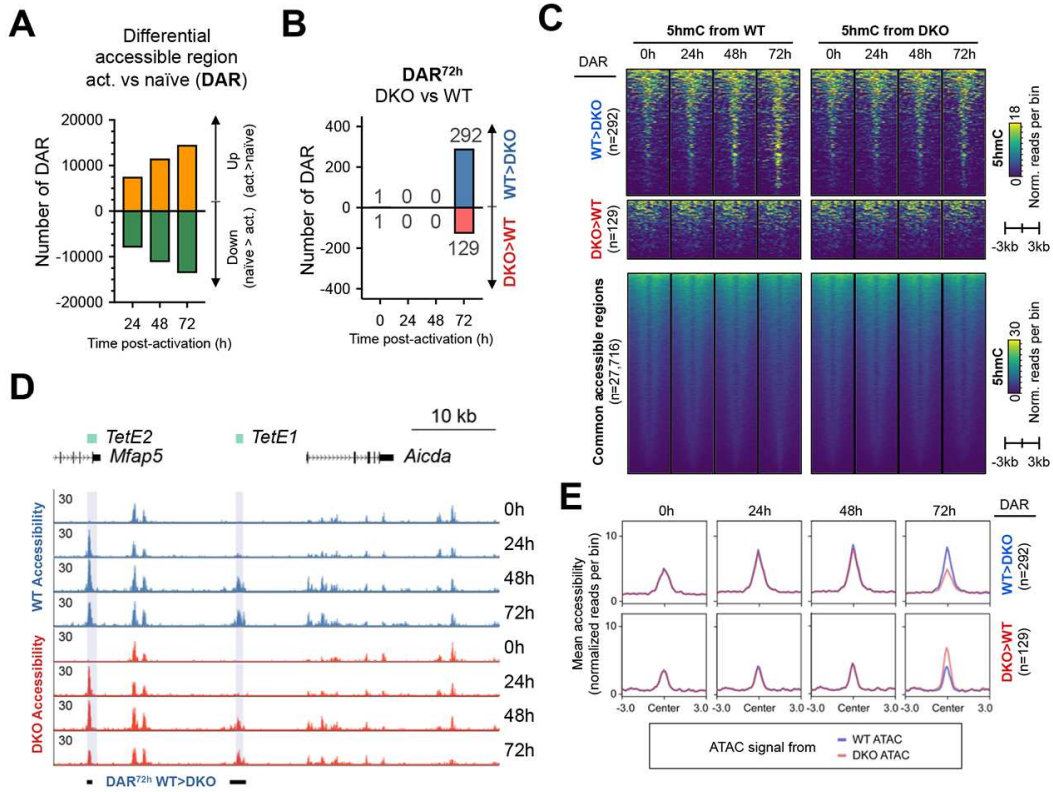 A
Differential
accessible region
act. vs naïve (DAR)
Number of DAR
20000
10000
0
-10000
-20000
24 48 72
Time post-activation (h)
Up
(act.>naïve)
Down
(naïve > act.)
B
DAR72h
DKO vs WT
Number of DAR
400
200
0
-200
-400
1 0 0 292
1 0 0 129
0 24 48 72
Time post-activation (h)
WT>DKO
DKO>WT
C
5hmC from WT
5hmC from DKO
DAR
0h 24h 48h 72h
0h 24h 48h 72h
WT>DKO
(n=292)
DKO>WT
(n=129)
Common accessible regions
(n=27,716)
5hmC
0 18
Norm. reads per bin
-3kb 3kb
5hmC
0 30
Norm. reads per bin
-3kb 3kb
D
10 kb
TetE2
TetE1
Mfap5
Aicda
WT Accessibility
30 0h
30 24h
30 48h
30 72h
DKO Accessibility
30 0h
30 24h
30 48h
30 72h
DAR72h WT>DKO
E
0h 24h 48h 72h
DAR
Mean accessibility
(normalized reads per bin)
10
0
WT>DKO
(n=292)
10
0
DKO>WT
(n=129)
-3.0 Center 3.0
-3.0 Center 3.0
-3.0 Center 3.0
-3.0 Center 3.0
ATAC signal from
WT ATAC
DKO ATAC